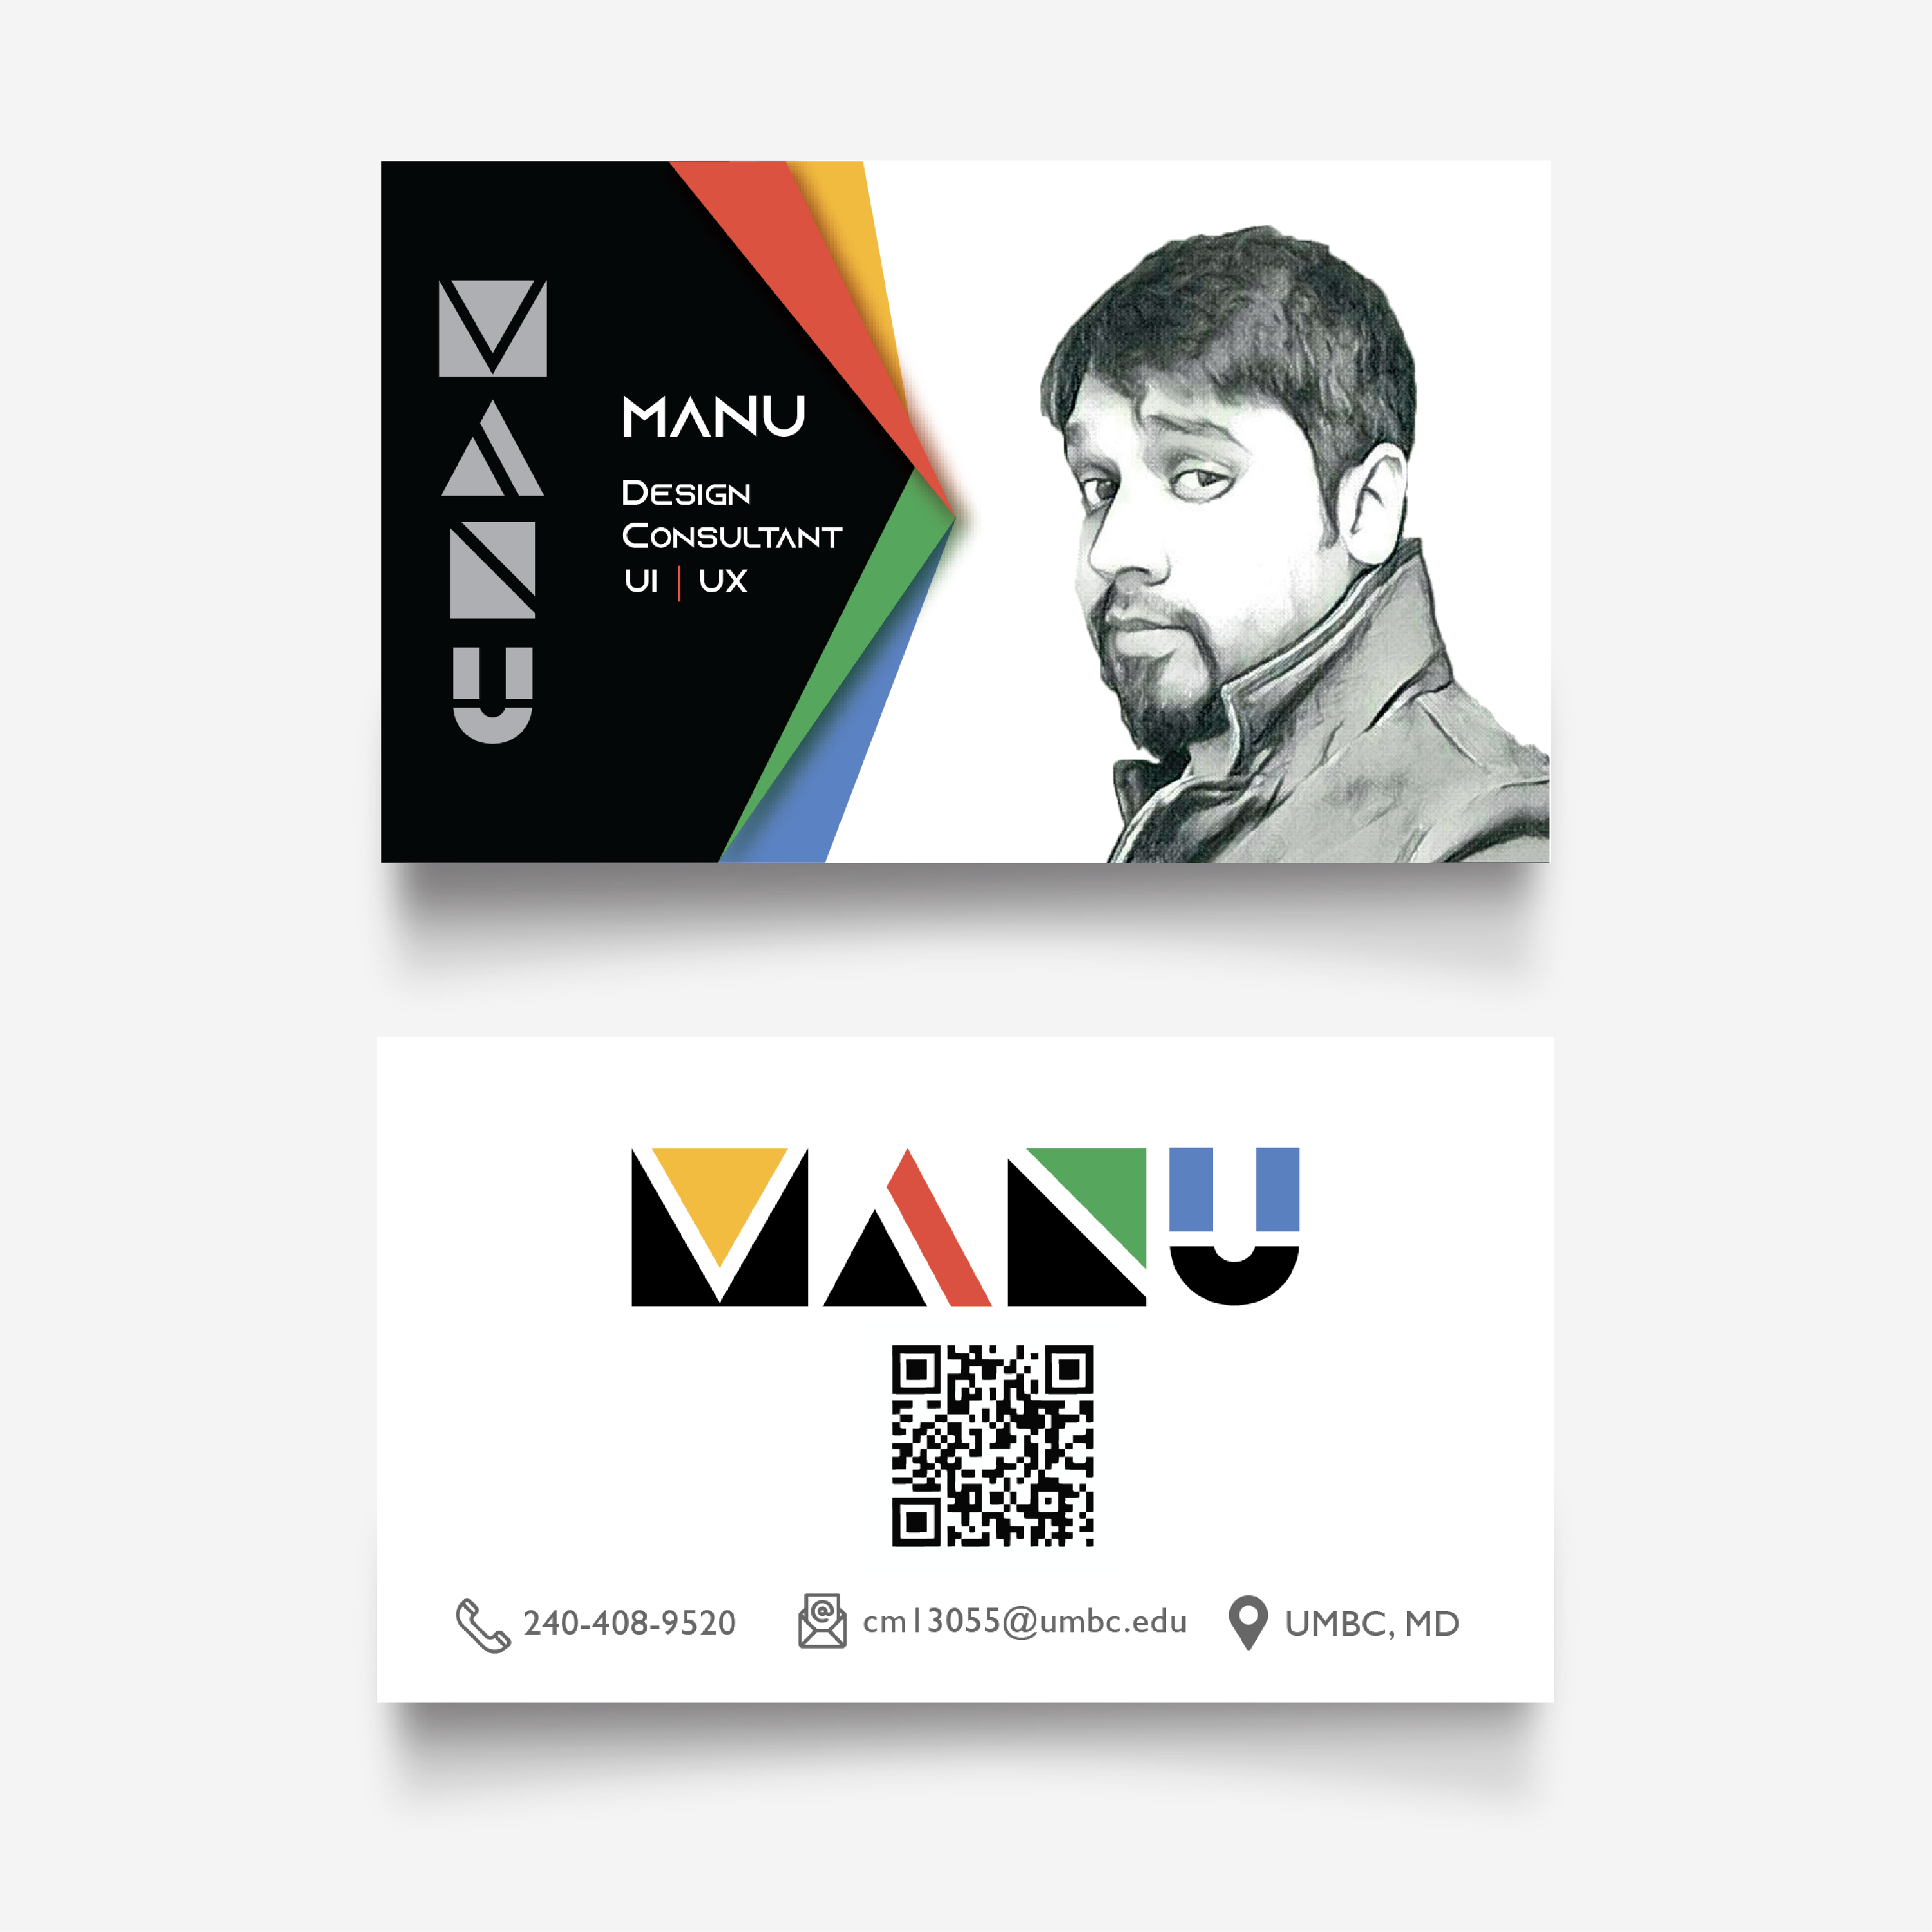 MANU
MANU
Design
Consultant
UI | UX
MANU
240-408-9520
cm13055@umbc.edu
UMBC, MD